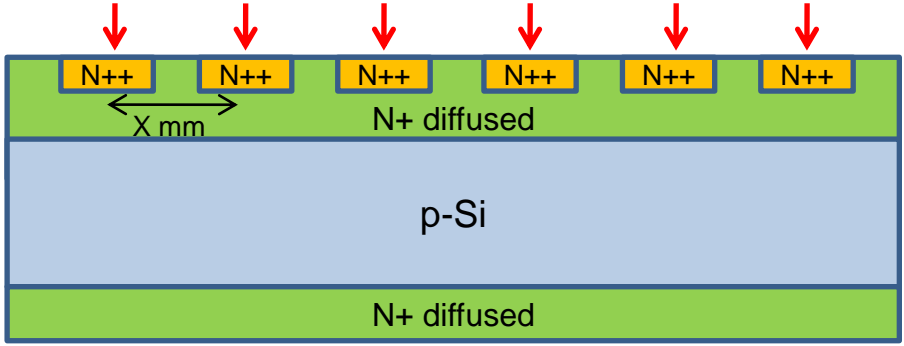 N++ N++ N++ N++ N++ N++
X mm
N+ diffused
p-Si
N+ diffused